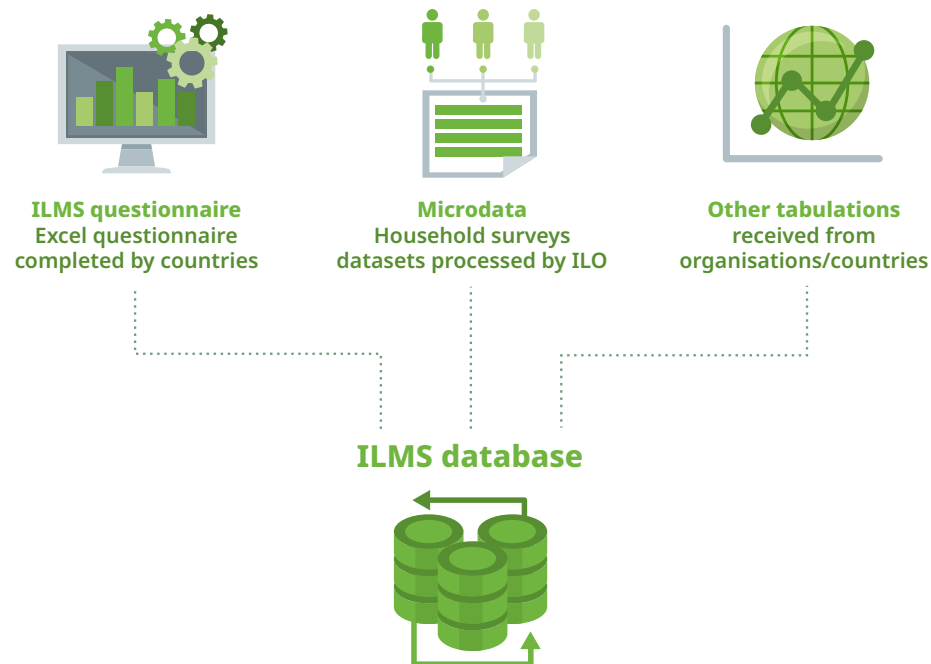 ILMS questionnaire
Excel questionnaire
completed by countries
Microdata
Household surveys
datasets processed by ILO
Other tabulations
received from
organisations/countries
ILMS database